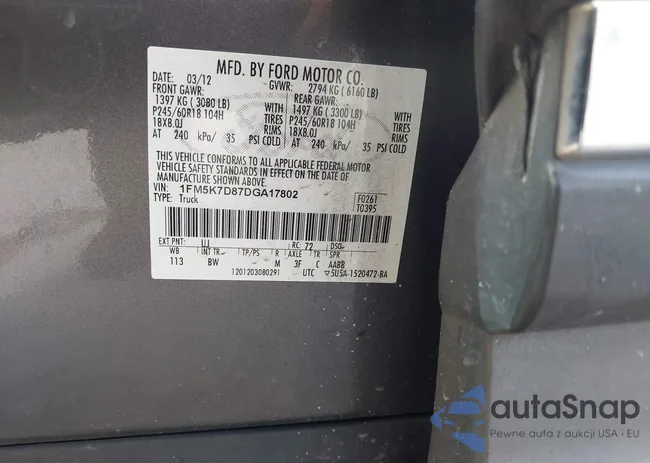 MFD. BY FORD MOTOR CO.
DATE: 03/12 GVWR: 2794 KG ( 6160 LB)
FRONT GAWR: REAR GAWR:
1397 KG ( 3080 LB) WITH 1497 KG ( 3300 LB) WITH
P245/60R18 104H TIRES P245/60R18 104H TIRES
18X8.0J RIMS 18X8.0J RIMS
AT 240 kPa/ 35 PSI COLD AT 240 kPa/ 35 PSI COLD
THIS VEHICLE CONFORMS TO ALL APPLICABLE FEDERAL MOTOR
VEHICLE SAFETY STANDARDS IN EFFECT ON THE DATE OF
MANUFACTURE SHOWN ABOVE.
VIN: 1FM5K7D87DGA17802 F0261
TYPE: Truck T0395
EXT PNT: UJ RC: 72 DSO:
WB INT TR TP/PS R AXLE TR SPR
113 BW M 3F C AABB
1201203080291 UTC 5U5A-1520472-BA
autoSnap
Pewne auta z aukcji USA i EU